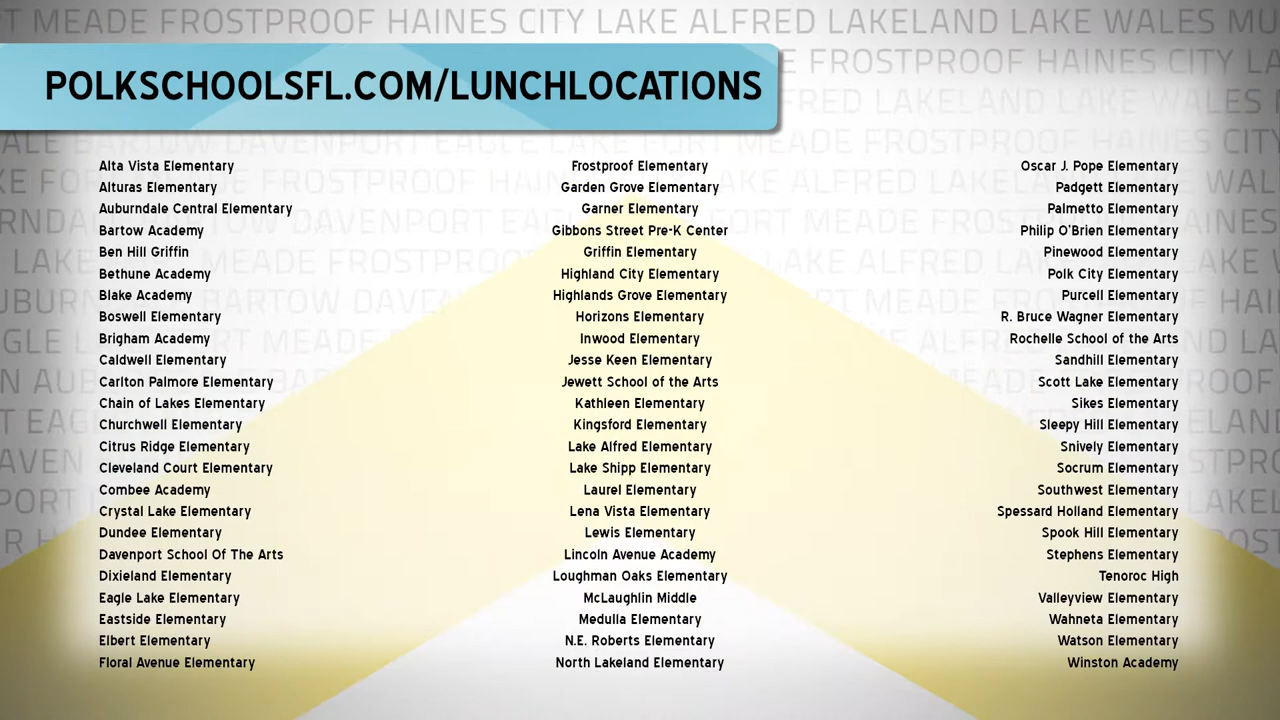 MEADE FROSTPROOF HAINES CITY LAKE ALFRED LAKELAND LAKE WALES
POLKSCHOOLSFL.COM/LUNCHLOCATIONS
Alta Vista Elementary
Alturas Elementary
Auburndale Central Elementary
Bartow Academy
Ben Hill Griffin
Bethune Academy
Blake Academy
Boswell Elementary
Brigham Academy
Caldwell Elementary
Carlton Palmore Elementary
Chain of Lakes Elementary
Churchwell Elementary
Citrus Ridge Elementary
Cleveland Court Elementary
Combee Academy
Crystal Lake Elementary
Dundee Elementary
Davenport School Of The Arts
Dixieland Elementary
Eagle Lake Elementary
Eastside Elementary
Elbert Elementary
Floral Avenue Elementary
Frostproof Elementary
Garden Grove Elementary
Garner Elementary
Gibbons Street Pre-K Center
Griffin Elementary
Highland City Elementary
Highlands Grove Elementary
Horizons Elementary
Inwood Elementary
Jesse Keen Elementary
Jewett School of the Arts
Kathleen Elementary
Kingsford Elementary
Lake Alfred Elementary
Lake Shipp Elementary
Laurel Elementary
Lena Vista Elementary
Lewis Elementary
Lincoln Avenue Academy
Loughman Oaks Elementary
McLaughlin Middle
Medulla Elementary
N.E. Roberts Elementary
North Lakeland Elementary
Oscar J. Pope Elementary
Padgett Elementary
Palmetto Elementary
Philip O'Brien Elementary
Pinewood Elementary
Polk City Elementary
Purcell Elementary
R. Bruce Wagner Elementary
Rochelle School of the Arts
Sandhill Elementary
Scott Lake Elementary
Sikes Elementary
Sleepy Hill Elementary
Snively Elementary
Socrum Elementary
Southwest Elementary
Spessard Holland Elementary
Spook Hill Elementary
Stephens Elementary
Tenoroc High
Valleyview Elementary
Wahneta Elementary
Watson Elementary
Winston Academy